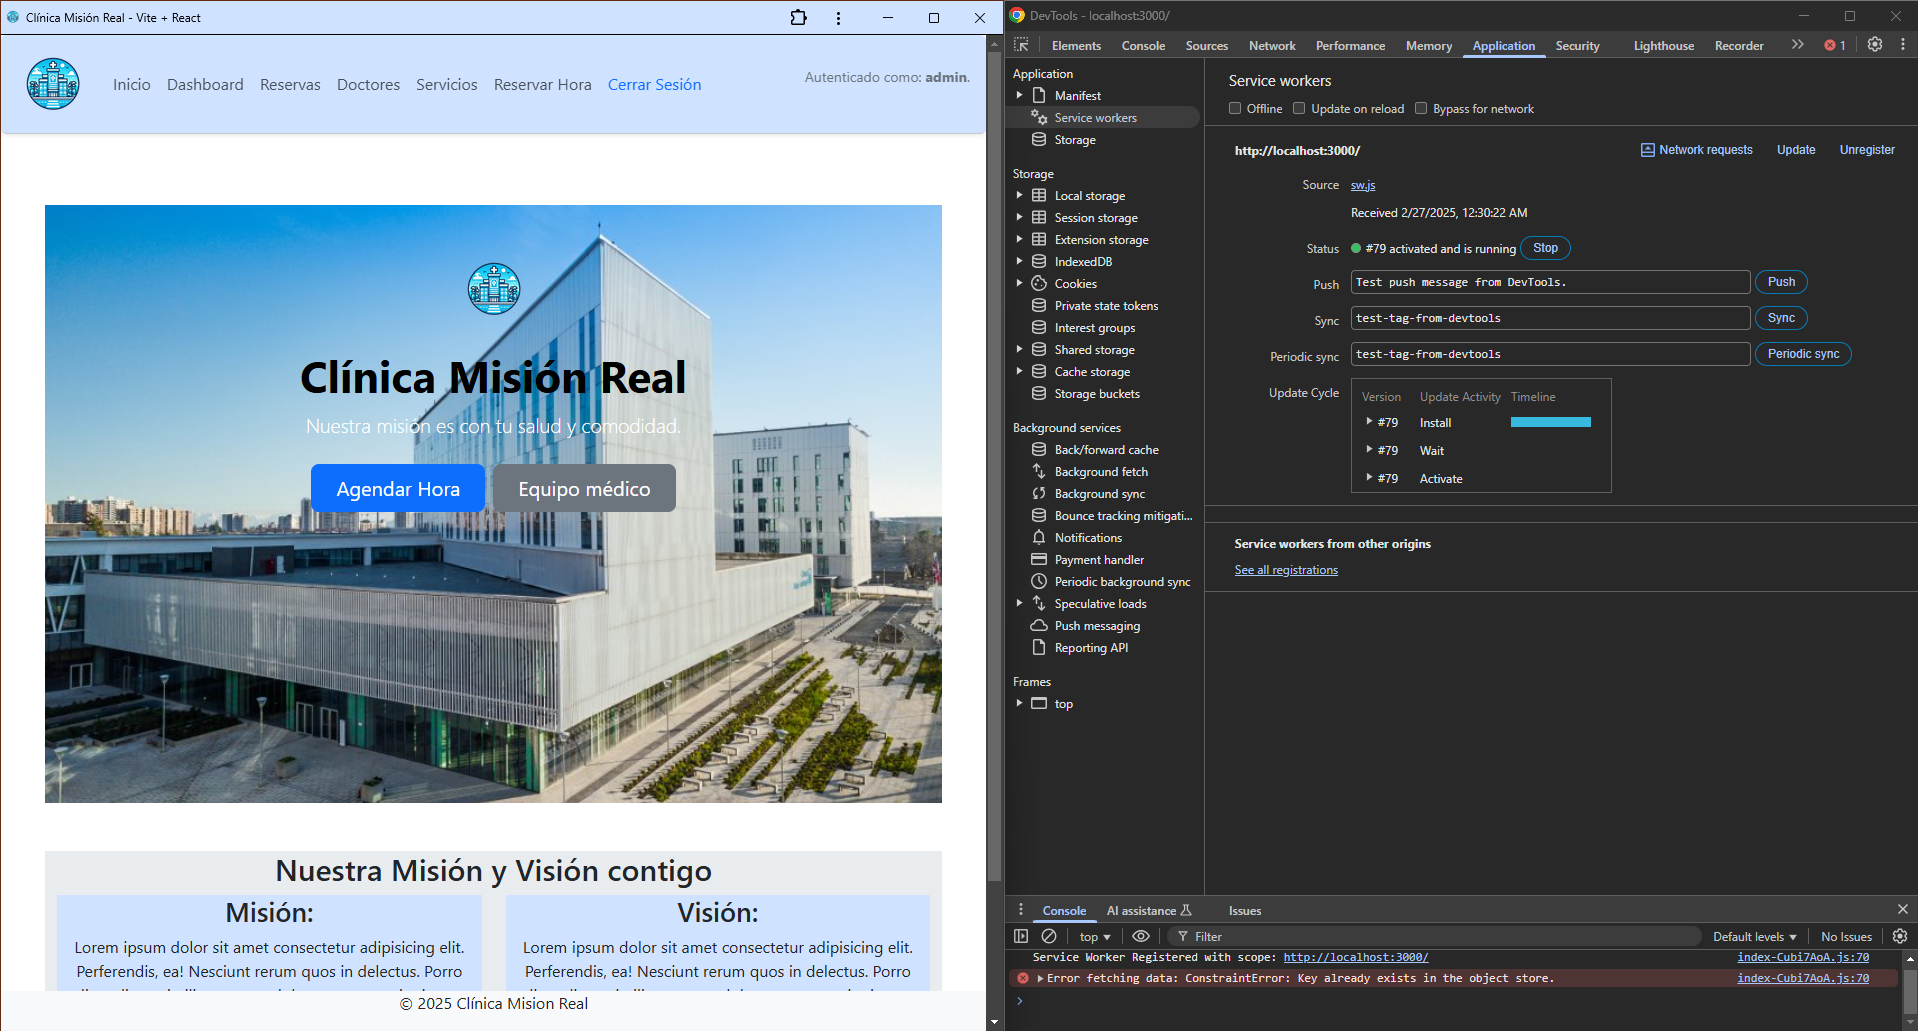 Clínica Misión Real - Vite + React
Inicio Dashboard Reservas Doctores Servicios Reservar Hora Cerrar Sesión
Autenticado como: admin.
Clínica Misión Real
Nuestra misión es con tu salud y comodidad.
Agendar Hora Equipo médico
Nuestra Misión y Visión contigo
Misión:
Lorem ipsum dolor sit amet consectetur adipisicing elit.
Perferendis, ea! Nesciunt rerum quos in delectus. Porro
Visión:
Lorem ipsum dolor sit amet consectetur adipisicing elit.
Perferendis, ea! Nesciunt rerum quos in delectus. Porro
© 2025 Clínica Mision Real
DevTools - localhost:3000/
Elements Console Sources Network Performance Memory Application Security Lighthouse Recorder 1
Application
Manifest
Service workers
Storage
Storage
Local storage
Session storage
Extension storage
IndexedDB
Cookies
Private state tokens
Interest groups
Shared storage
Cache storage
Storage buckets
Background services
Back/forward cache
Background fetch
Background sync
Bounce tracking mitigati...
Notifications
Payment handler
Periodic background sync
Speculative loads
Push messaging
Reporting API
Frames
top
Service workers
Offline Update on reload Bypass for network
http://localhost:3000/ Network requests Update Unregister
Source sw.js
Received 2/27/2025, 12:30:22 AM
Status #79 activated and is running Stop
Push Test push message from DevTools. Push
Sync test-tag-from-devtools Sync
Periodic sync test-tag-from-devtools Periodic sync
Update Cycle Version Update Activity Timeline
#79 Install
#79 Wait
#79 Activate
Service workers from other origins
See all registrations
Console AI assistance Issues
top Filter Default levels No Issues
Service Worker Registered with scope: http://localhost:3000/ index-Cubi7AoA.js:70
Error fetching data: ConstraintError: Key already exists in the object store. index-Cubi7AoA.js:70